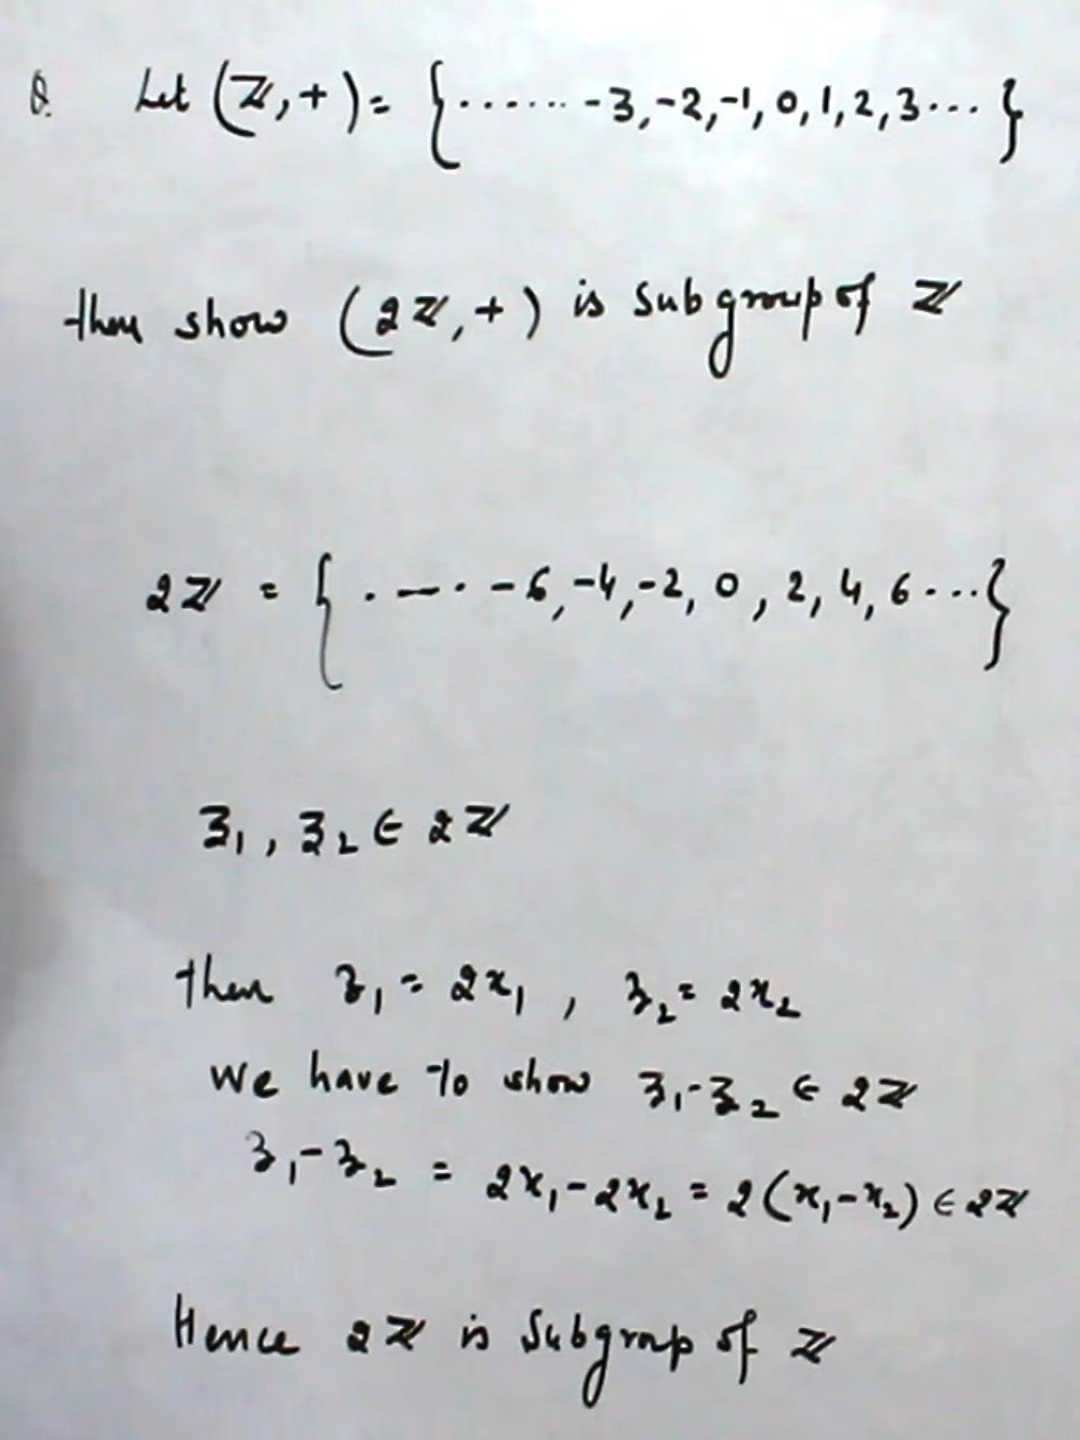 Q. Let (ℤ,+) = {....... -3,-2,-1,0,1,2,3...}
then show (2ℤ,+) is subgroup of ℤ
2ℤ = {. — . -6,-4,-2, 0, 2, 4, 6 ...}
z₁, z₂ ∈ 2ℤ
then z₁ = 2x₁, z₂ = 2x₂
We have to show z₁-z₂ ∈ 2ℤ
z₁-z₂ = 2x₁-2x₂ = 2(x₁-x₂) ∈ 2ℤ
Hence 2ℤ is Subgroup of ℤ